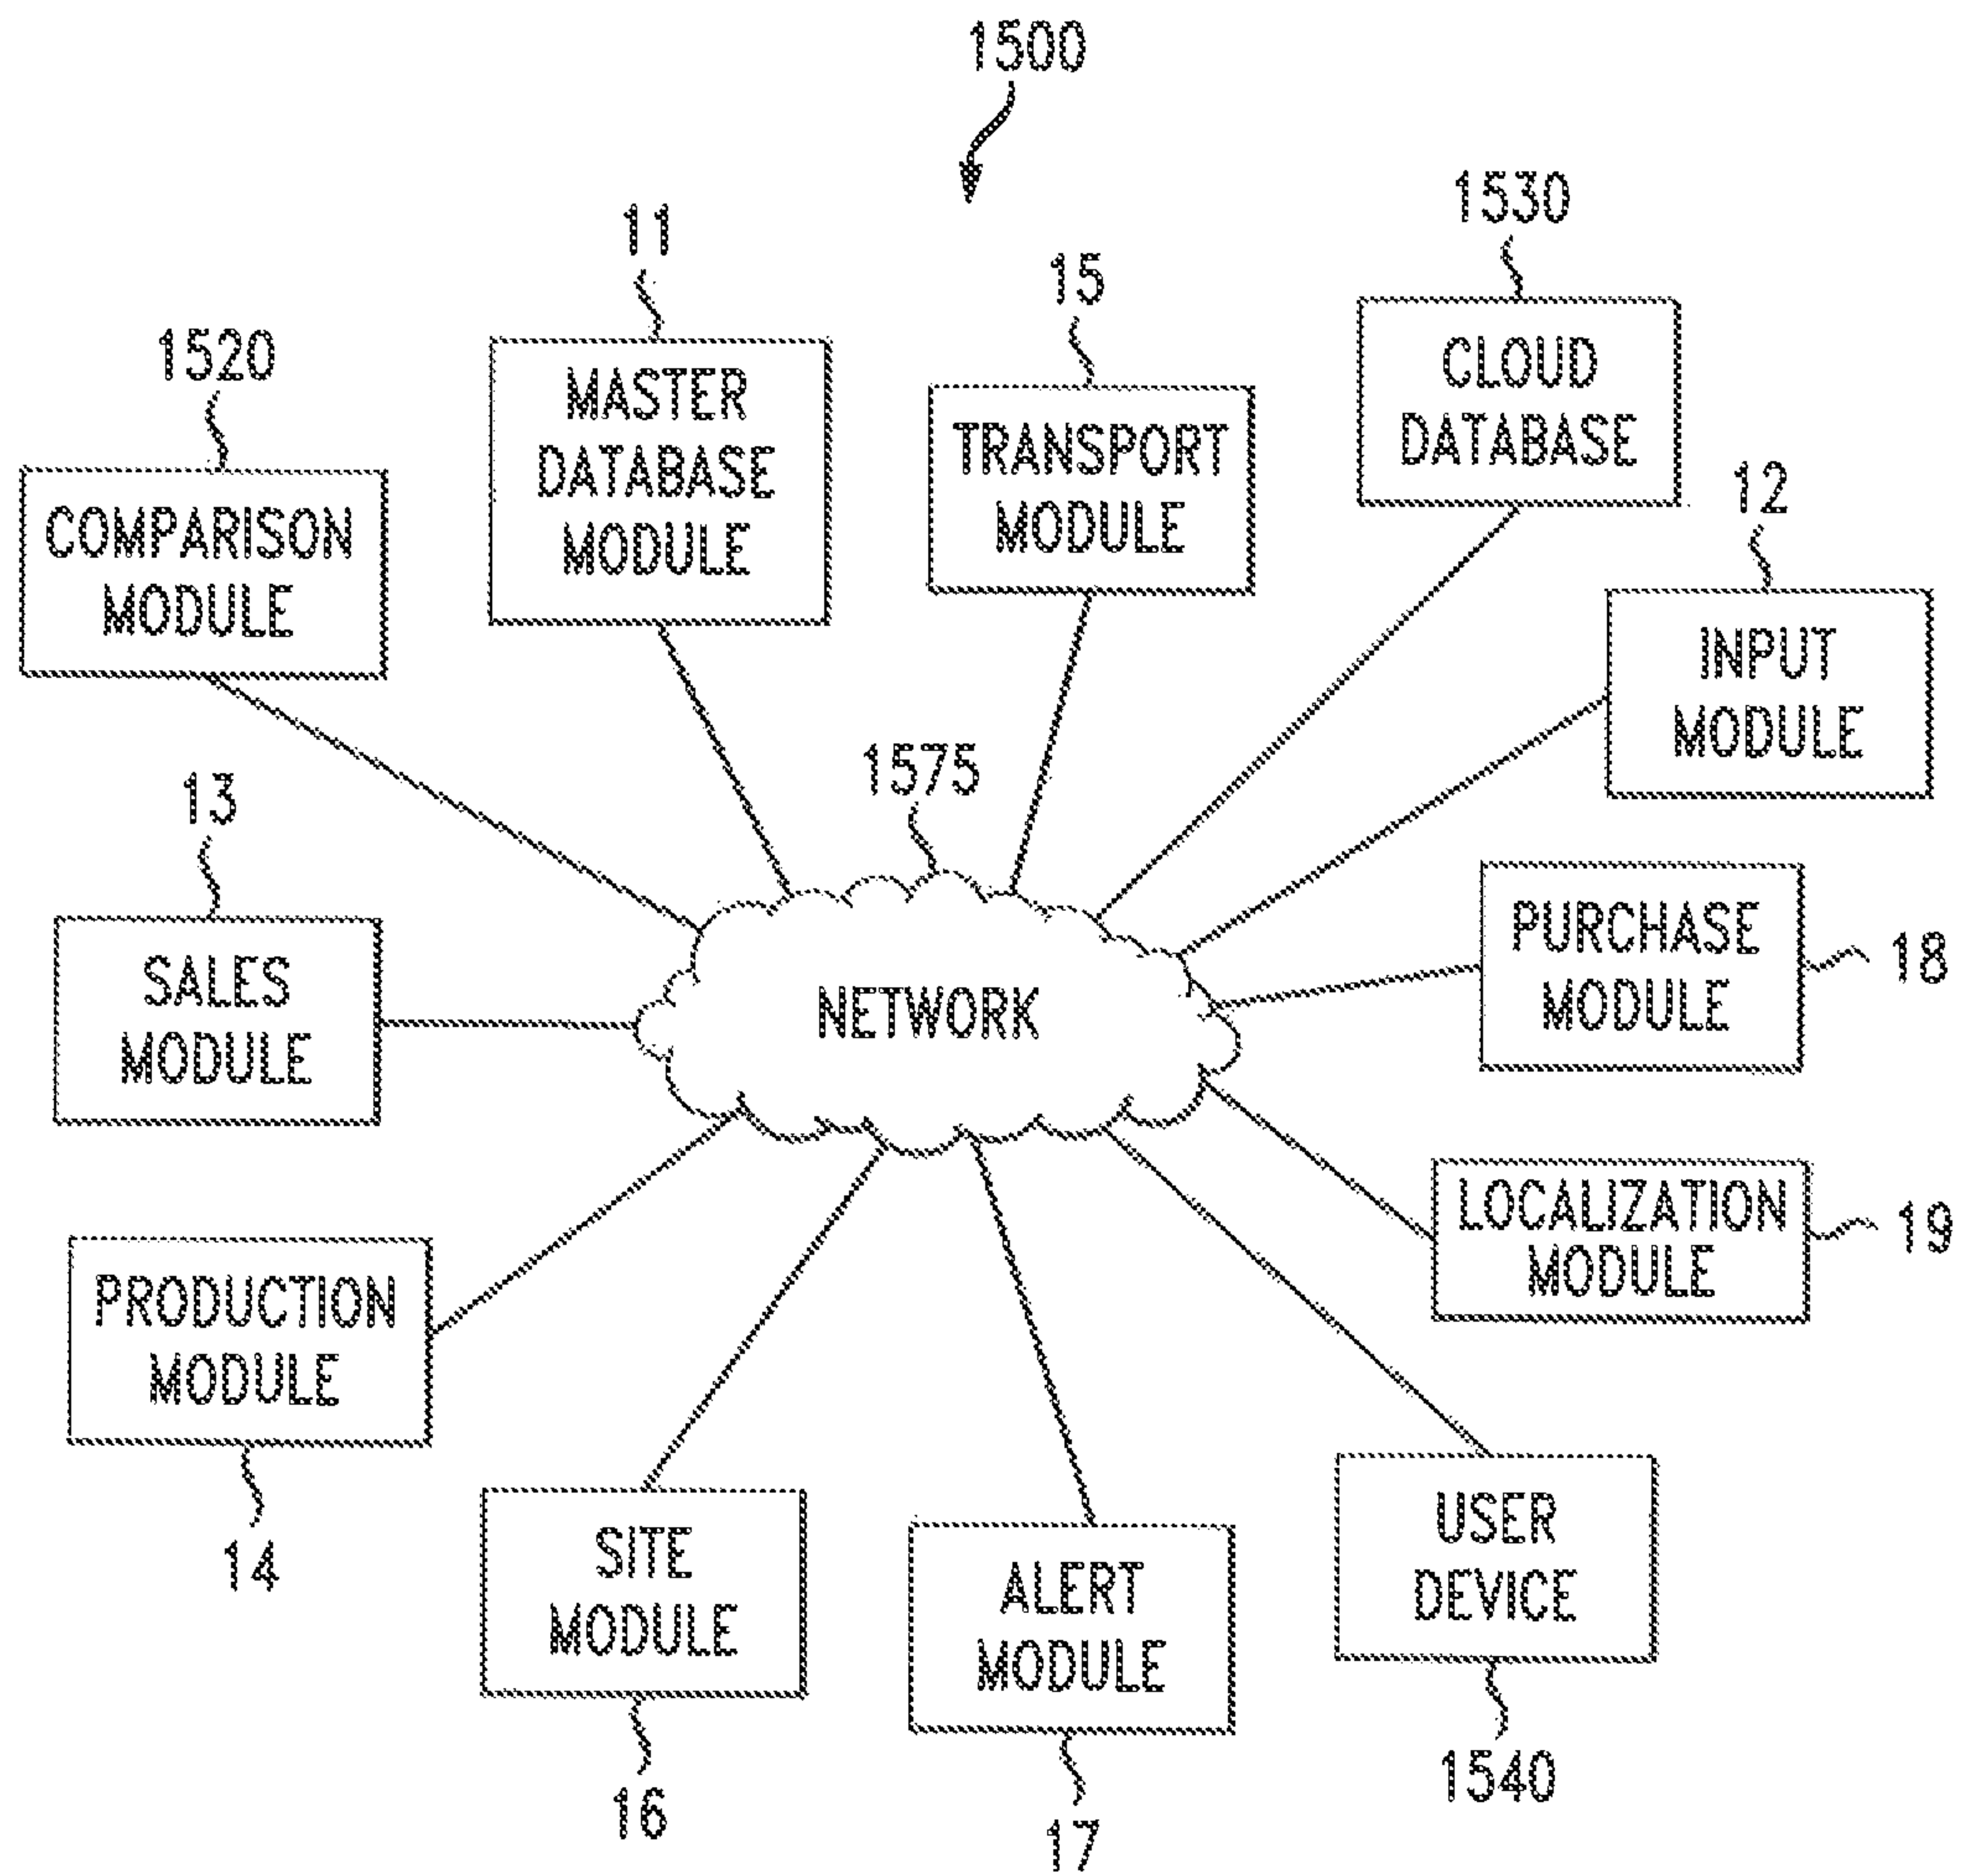 1500
1530
11
15
1520
12
CLOUD
DATABASE
MASTER
DATABASE
MODULE
TRANSPORT
MODULE
COMPARISON
MODULE
INPUT
MODULE
1575
13
PURCHASE
MODULE
18
SALES
MODULE
NETWORK
LOCALIZATION
MODULE
19
PRODUCTION
MODULE
14
SITE
MODULE
16
ALERT
MODULE
17
USER
DEVICE
1540